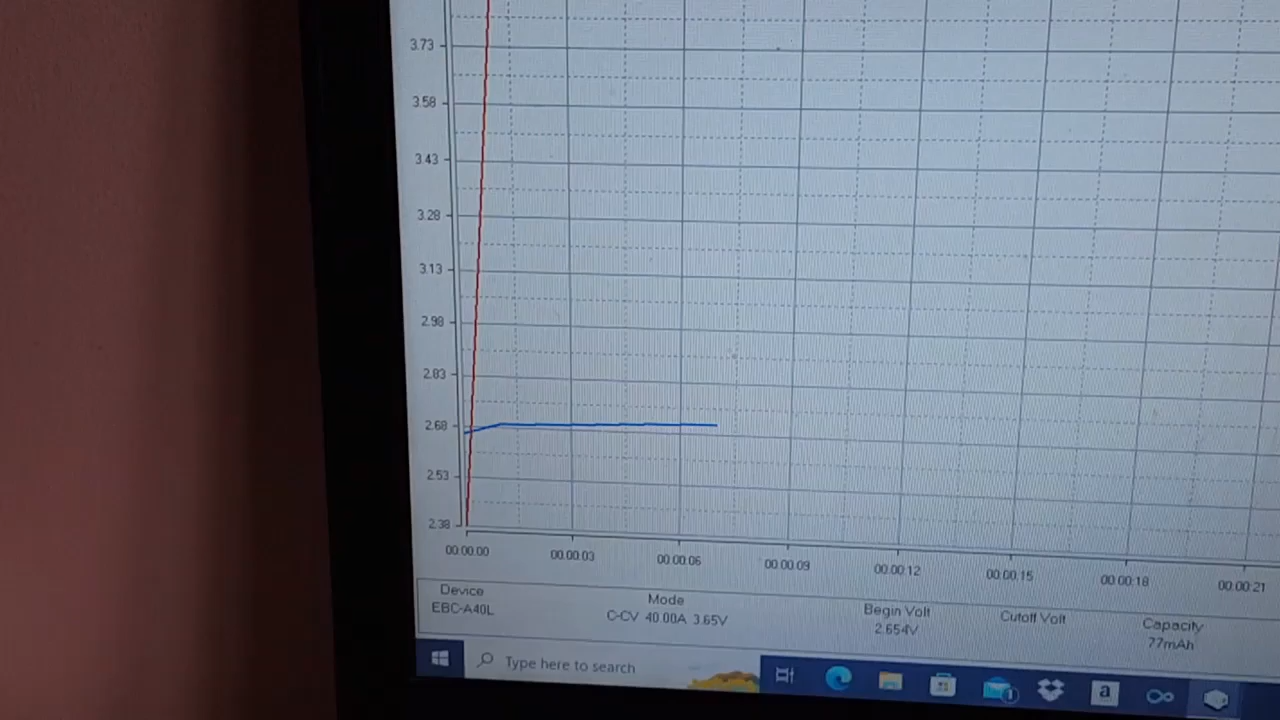 3.73
3.58
3.43
3.28
3.13
2.98
2.83
2.68
2.53
2.38
00:00:00 00:00:03 00:00:06 00:00:09 00:00:12 00:00:15 00:00:18 00:00:21
Device Mode Begin Volt Cutoff Volt Capacity
EBC-A40L C-CV 40.00A 3.65V 2.654V 77mAh
Type here to search
1
a